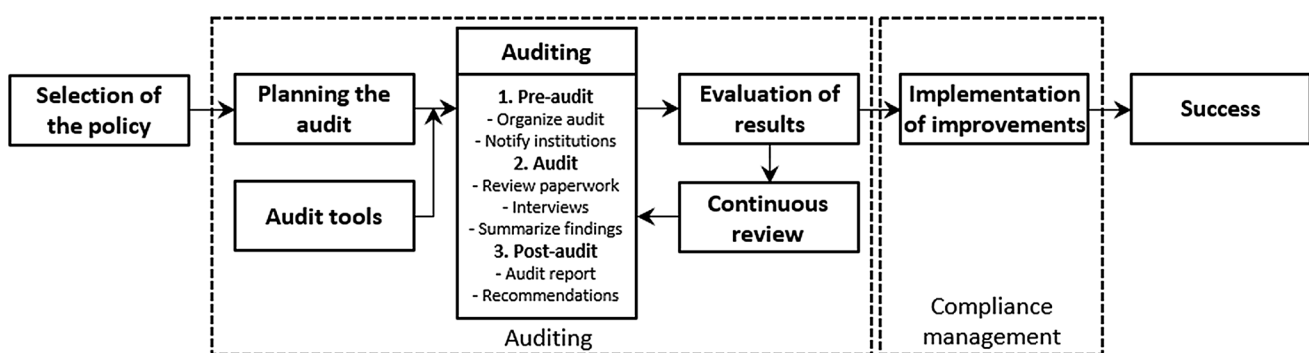 Selection of
the policy
Planning the
audit
Audit tools
Auditing
1. Pre-audit
- Organize audit
- Notify institutions
2. Audit
- Review paperwork
- Interviews
- Summarize findings
3. Post-audit
- Audit report
- Recommendations
Evaluation of
results
Continuous
review
Auditing
Implementation
of improvements
Compliance
management
Success